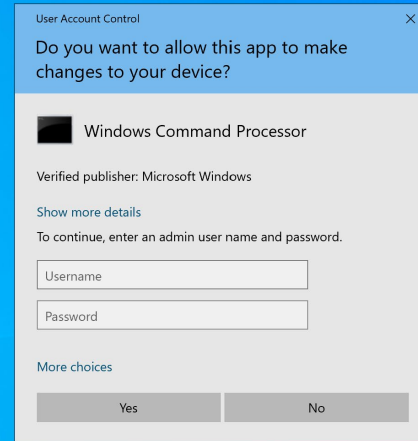 User Account Control
Do you want to allow this app to make
changes to your device?
Windows Command Processor
Verified publisher: Microsoft Windows
Show more details
To continue, enter an admin user name and password.
Username
Password
More choices
Yes
No